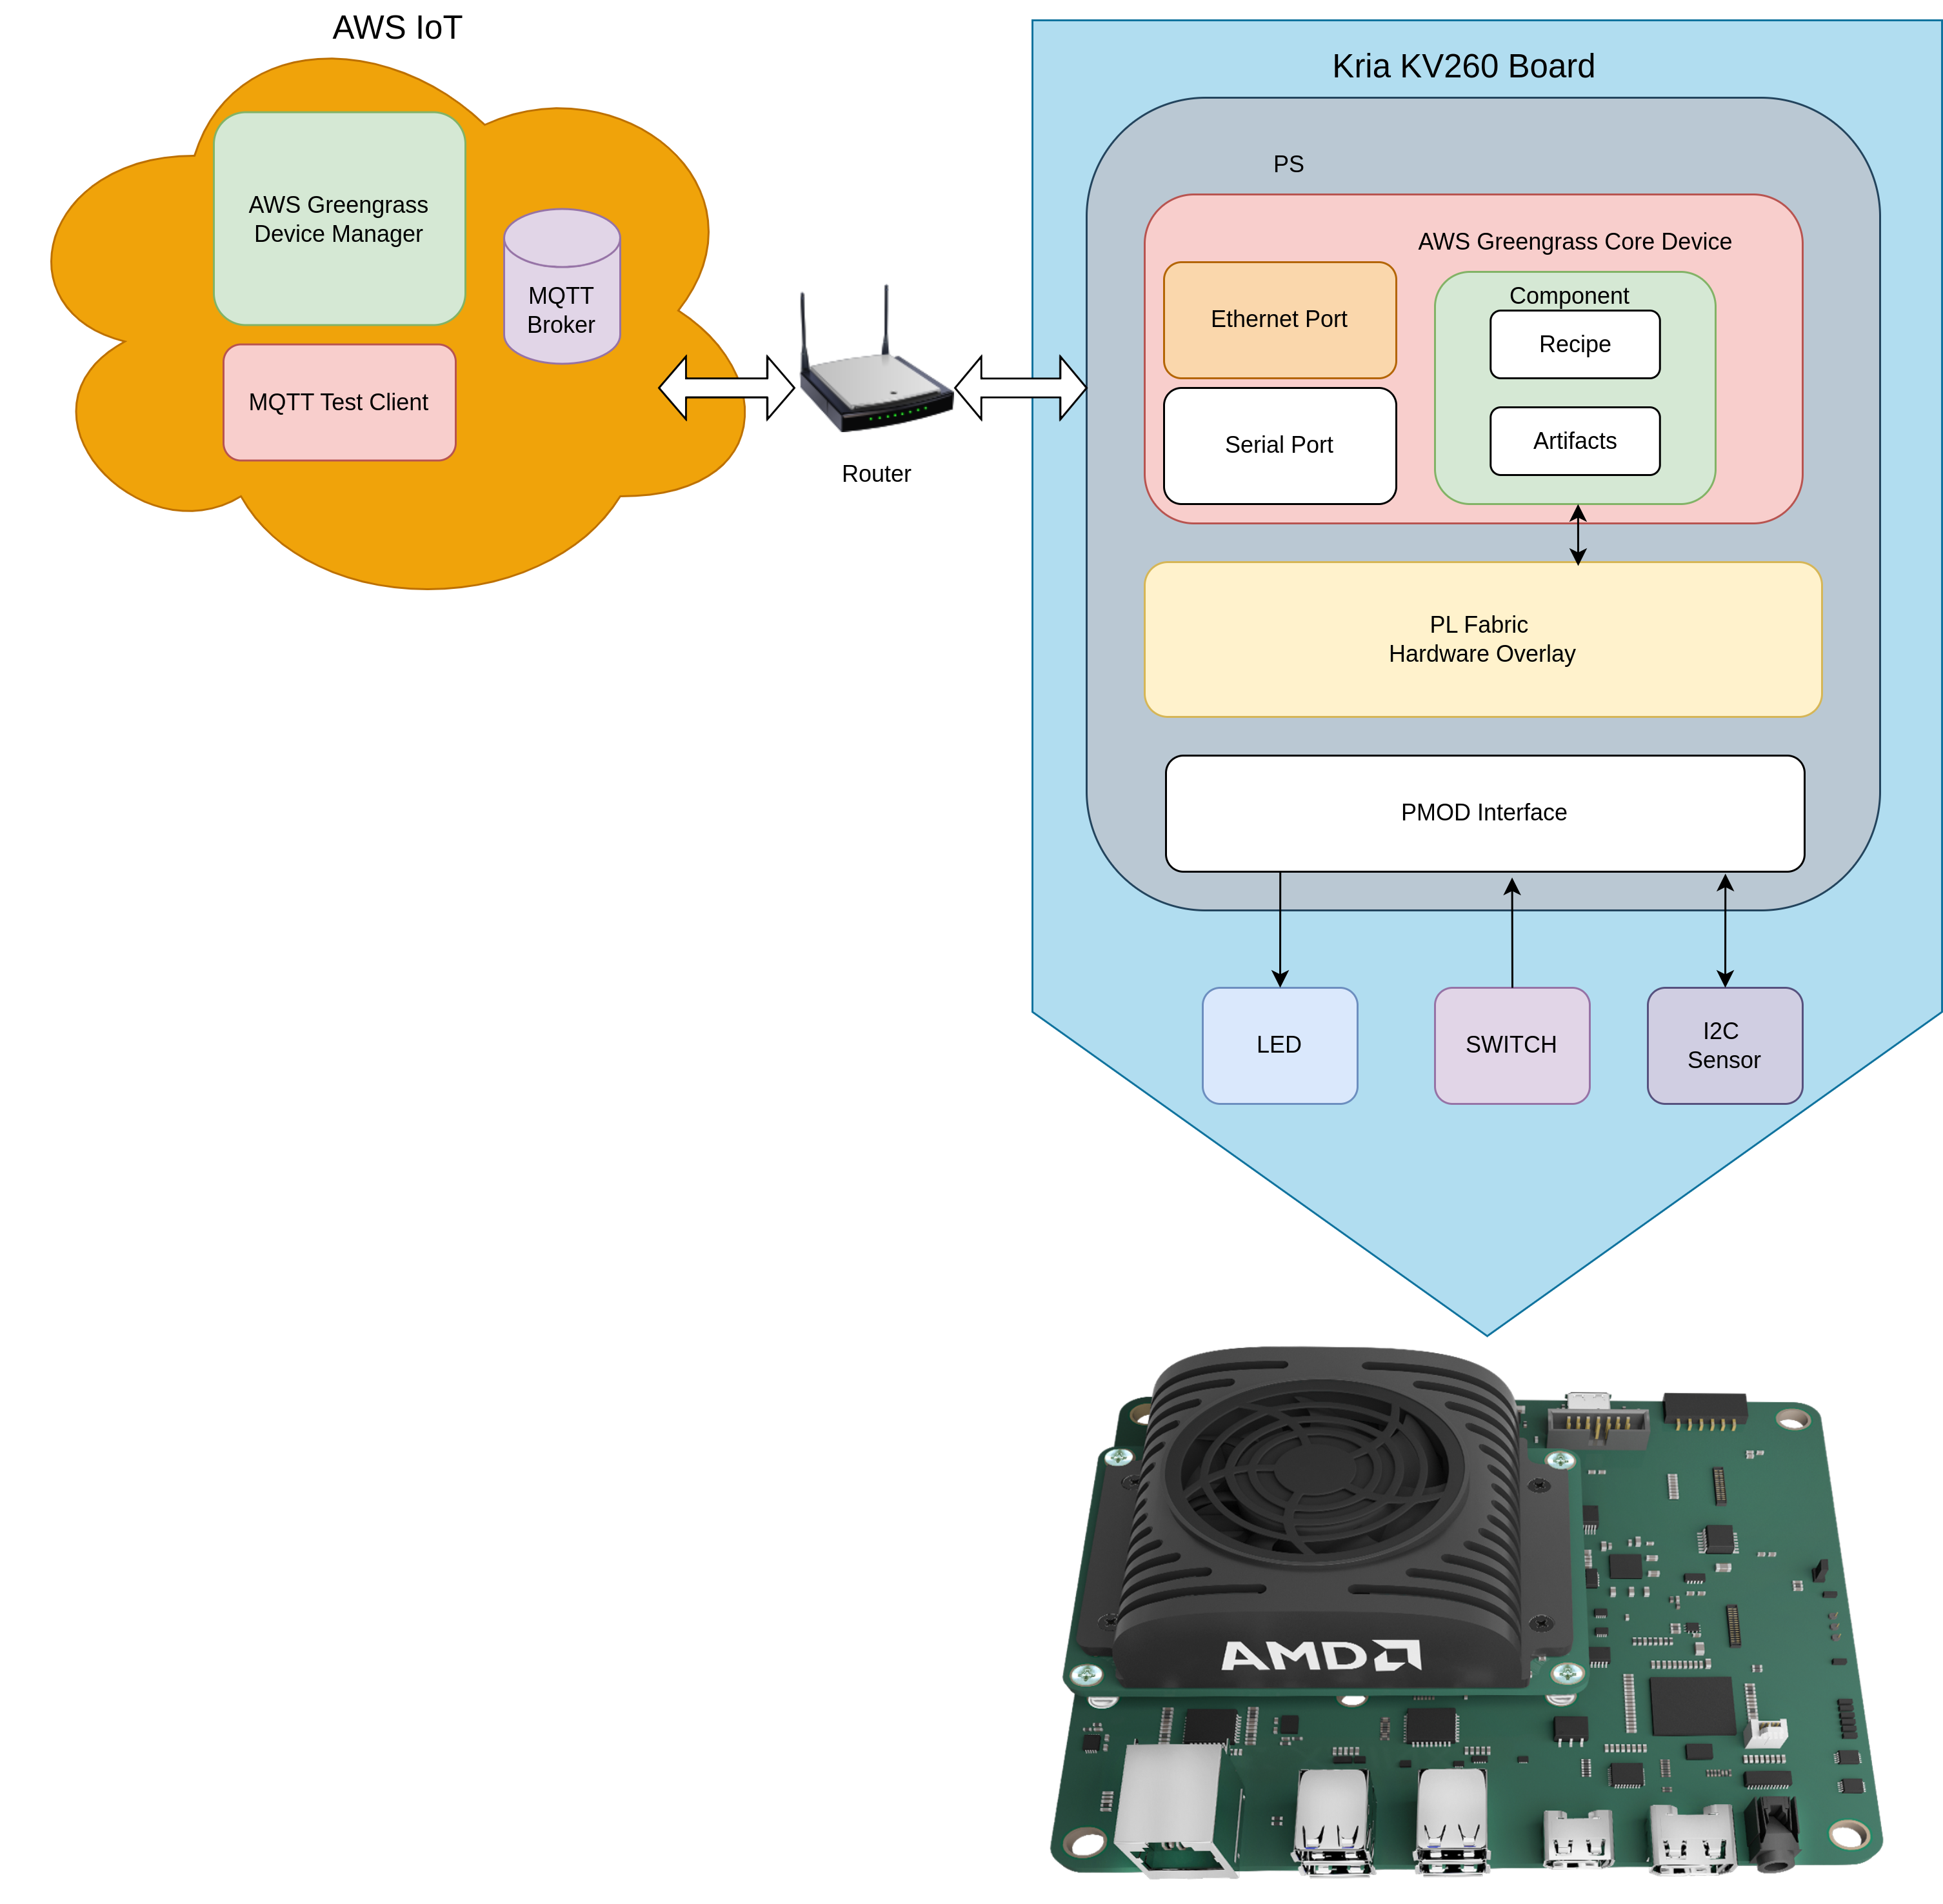 AWS IoT
AWS Greengrass
Device Manager
MQTT
Broker
MQTT Test Client
Router
Kria KV260 Board
PS
AWS Greengrass Core Device
Ethernet Port
Serial Port
Component
Recipe
Artifacts
PL Fabric
Hardware Overlay
PMOD Interface
LED
SWITCH
I2C
Sensor
AMD